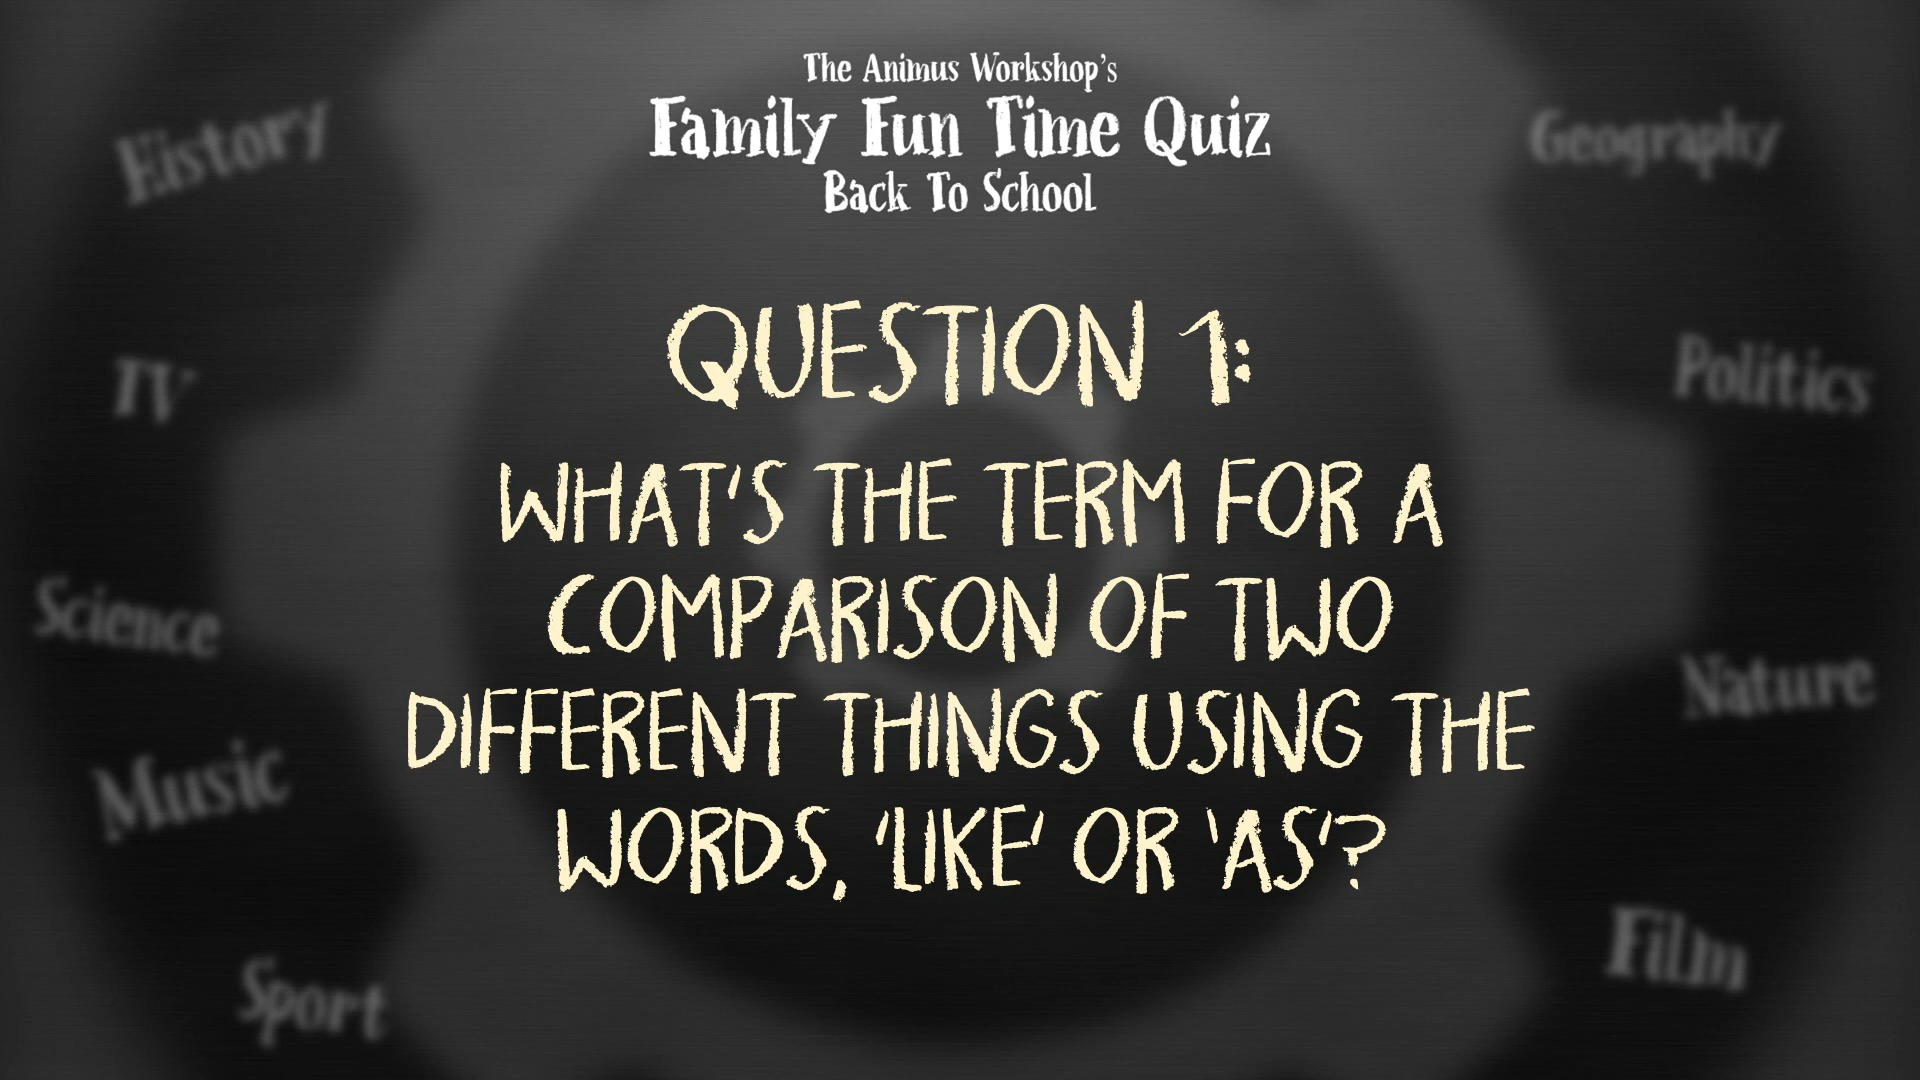 The Animus Workshop's
Family Fun Time Quiz
Back To School
History
Geography
QUESTION 1:
TV
Politics
WHAT'S THE TERM FOR A
COMPARISON OF TWO
Science
DIFFERENT THINGS USING THE
Nature
Music
WORDS, 'LIKE' OR 'AS'?
Film
Sport